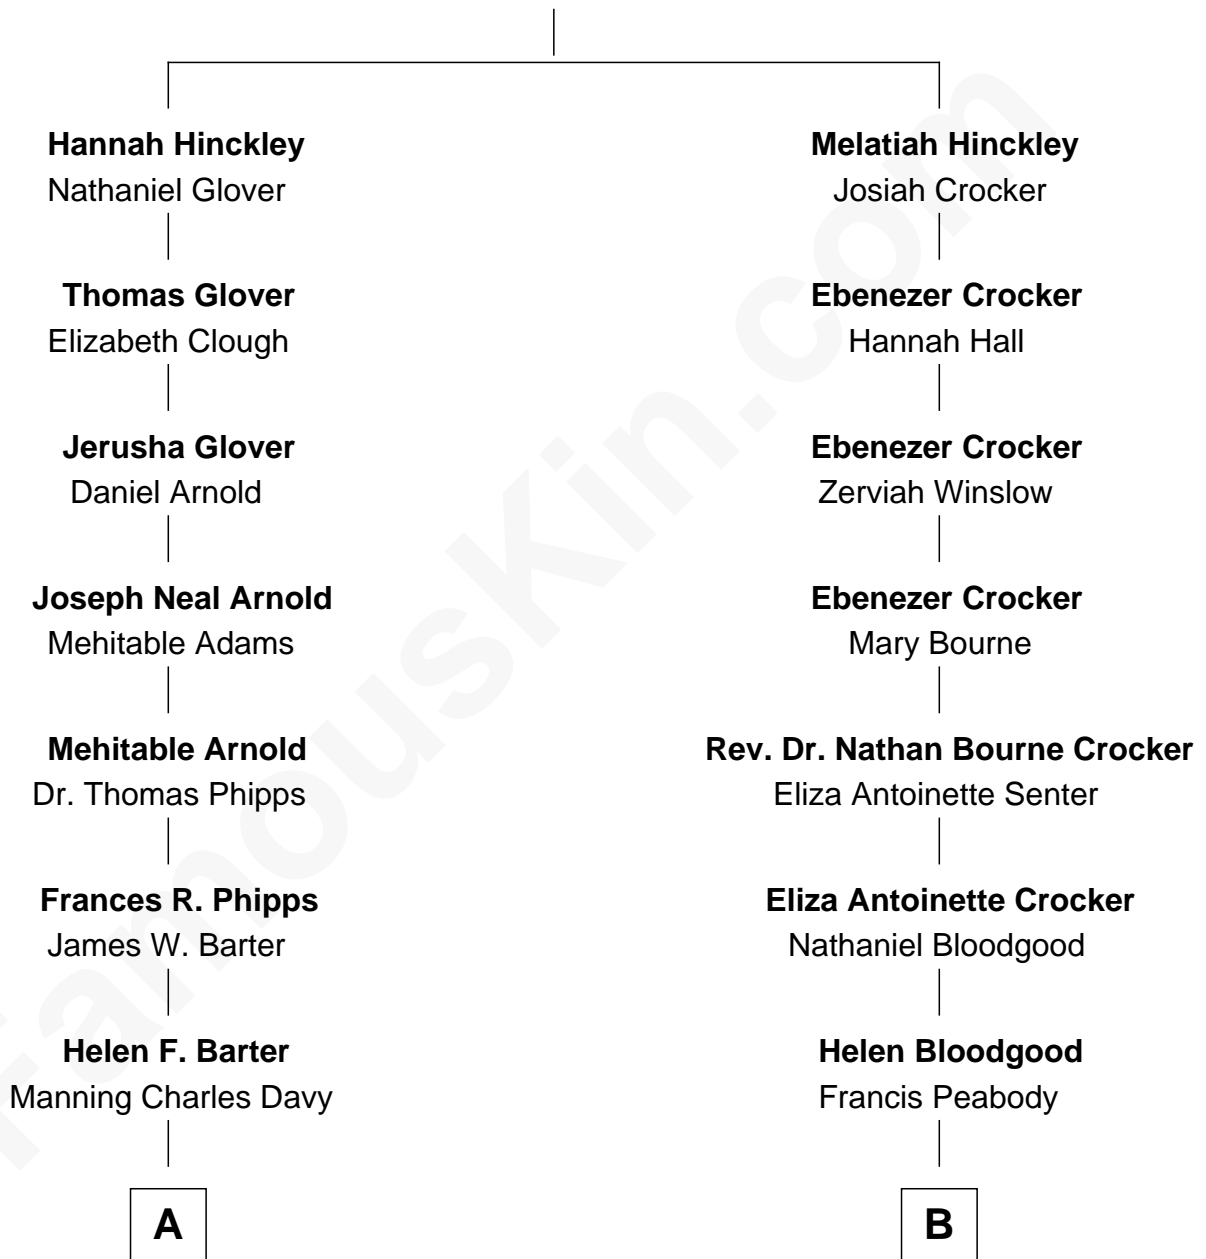 Hannah Hinckley
Nathaniel Glover
Thomas Glover
Elizabeth Clough
Jerusha Glover
Daniel Arnold
Joseph Neal Arnold
Mehitable Adams
Mehitable Arnold
Dr. Thomas Phipps
Frances R. Phipps
James W. Barter
Helen F. Barter
Manning Charles Davy
A
Melatiah Hinckley
Josiah Crocker
Ebenezer Crocker
Hannah Hall
Ebenezer Crocker
Zerviah Winslow
Ebenezer Crocker
Mary Bourne
Rev. Dr. Nathan Bourne Crocker
Eliza Antoinette Senter
Eliza Antoinette Crocker
Nathaniel Bloodgood
Helen Bloodgood
Francis Peabody
B
FamousKin.com